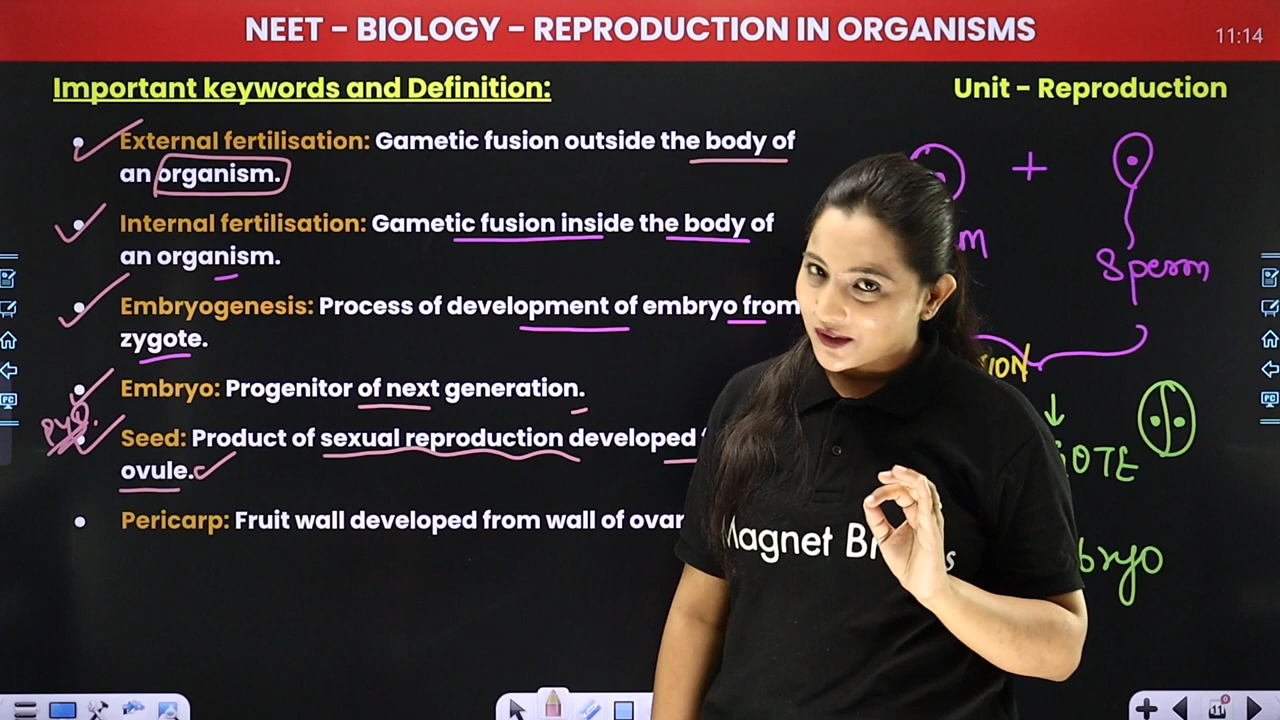 NEET - BIOLOGY - REPRODUCTION IN ORGANISMS
11:14
Important keywords and Definition:
Unit - Reproduction
External fertilisation: Gametic fusion outside the body of
an organism.
Internal fertilisation: Gametic fusion inside the body of
an organism.
Embryogenesis: Process of development of embryo from
zygote.
Embryo: Progenitor of next generation.
Seed: Product of sexual reproduction developed
ovule.
Pericarp: Fruit wall developed from wall of
+
Sperm
Magnet